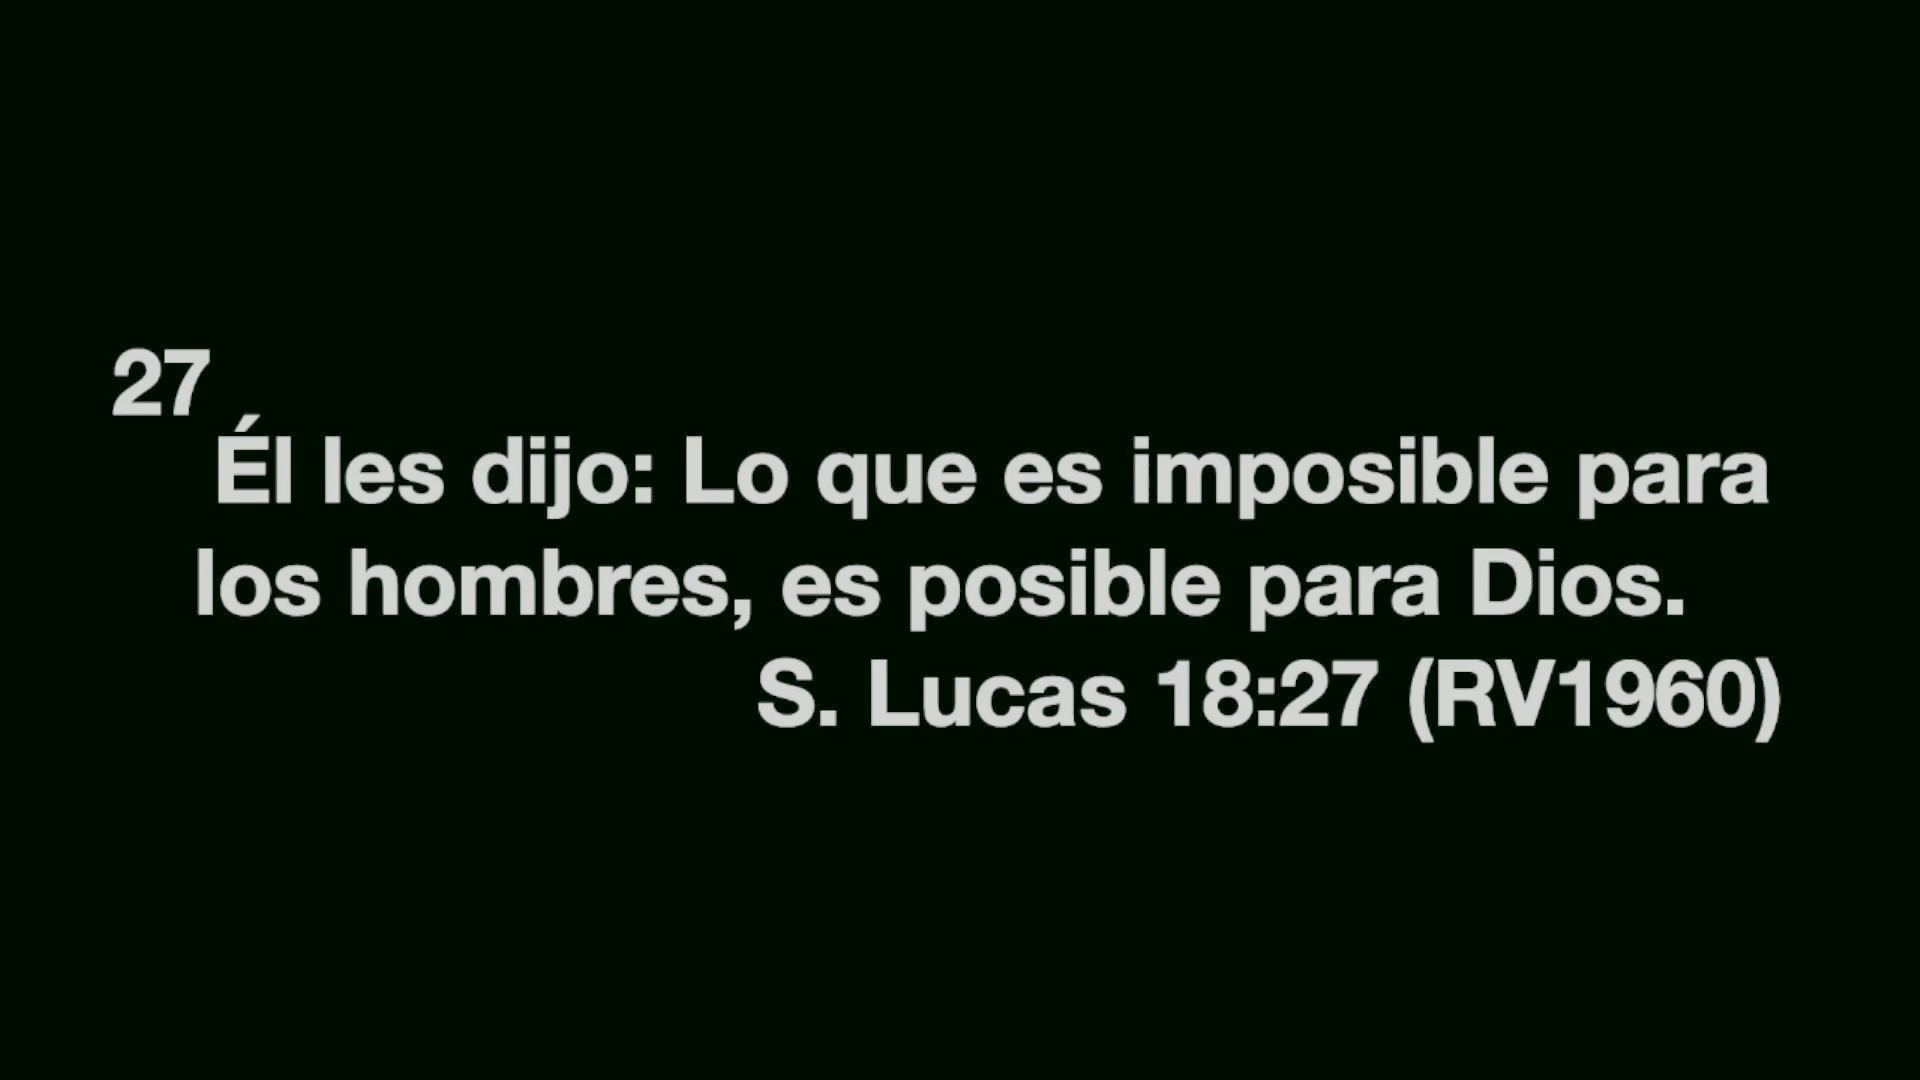 27
Él les dijo: Lo que es imposible para
los hombres, es posible para Dios.
S. Lucas 18:27 (RV1960)